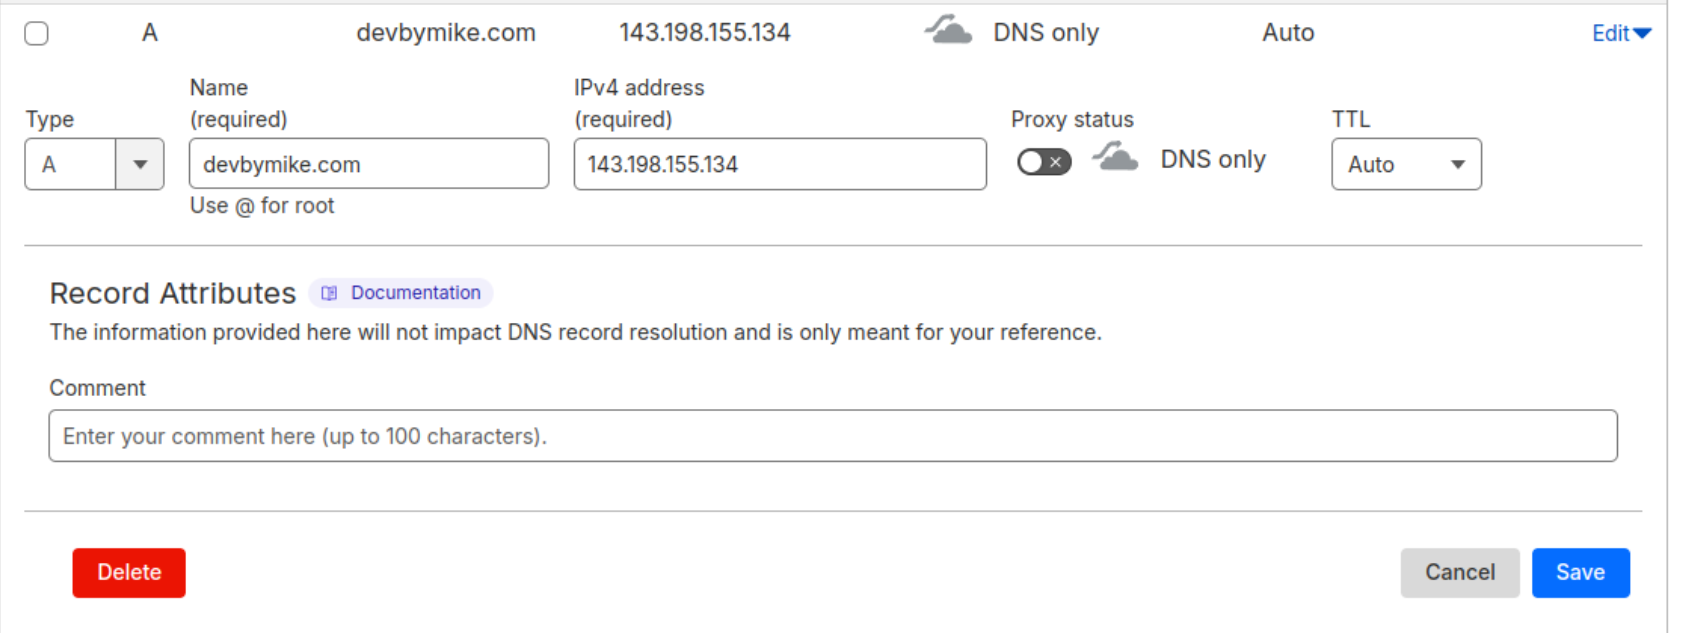 A devbymike.com 143.198.155.134 DNS only Auto Edit
Type
Name
(required)
IPv4 address
(required)
Proxy status
TTL
A
devbymike.com
143.198.155.134
DNS only
Auto
Use @ for root
Record Attributes Documentation
The information provided here will not impact DNS record resolution and is only meant for your reference.
Comment
Enter your comment here (up to 100 characters).
Delete
Cancel
Save